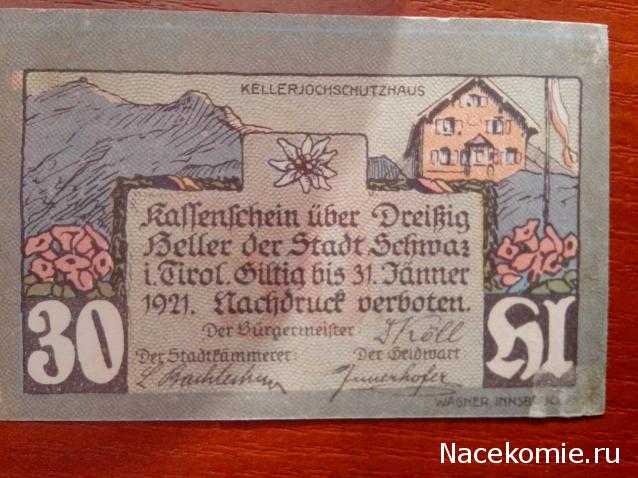 KELLERJOCHSCHUTZHAUS
Kassenschein über Dreißig
Heller der Stadt Schwaz
i. Tirol. Giltig bis 31. Jänner
1921. Nachdruck verboten.
Der Bürgermeister:
Der Stadtkämmerer: Der Geldwart
Innerhofer
30 Hl
WAGNER, INNSBRUCK
Nacekomie.ru